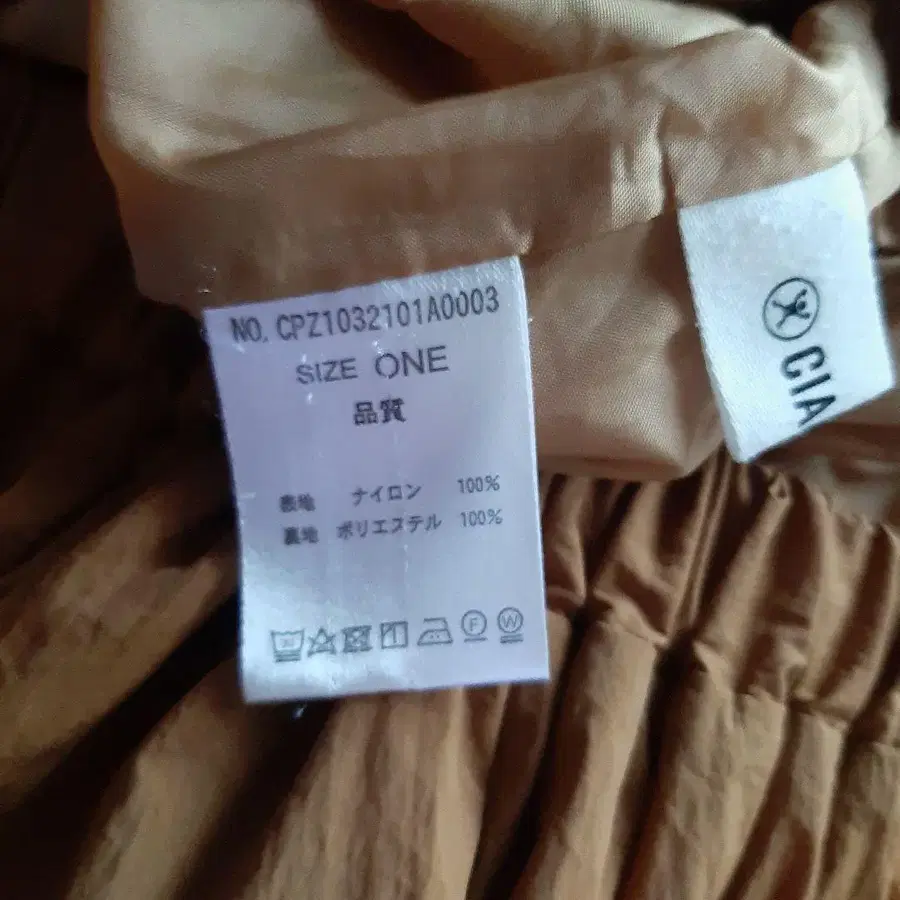 NO. CPZ1032101A0003
SIZE ONE
品質
表地 ナイロン 100%
裏地 ポリエステル 100%
F
W
CIA